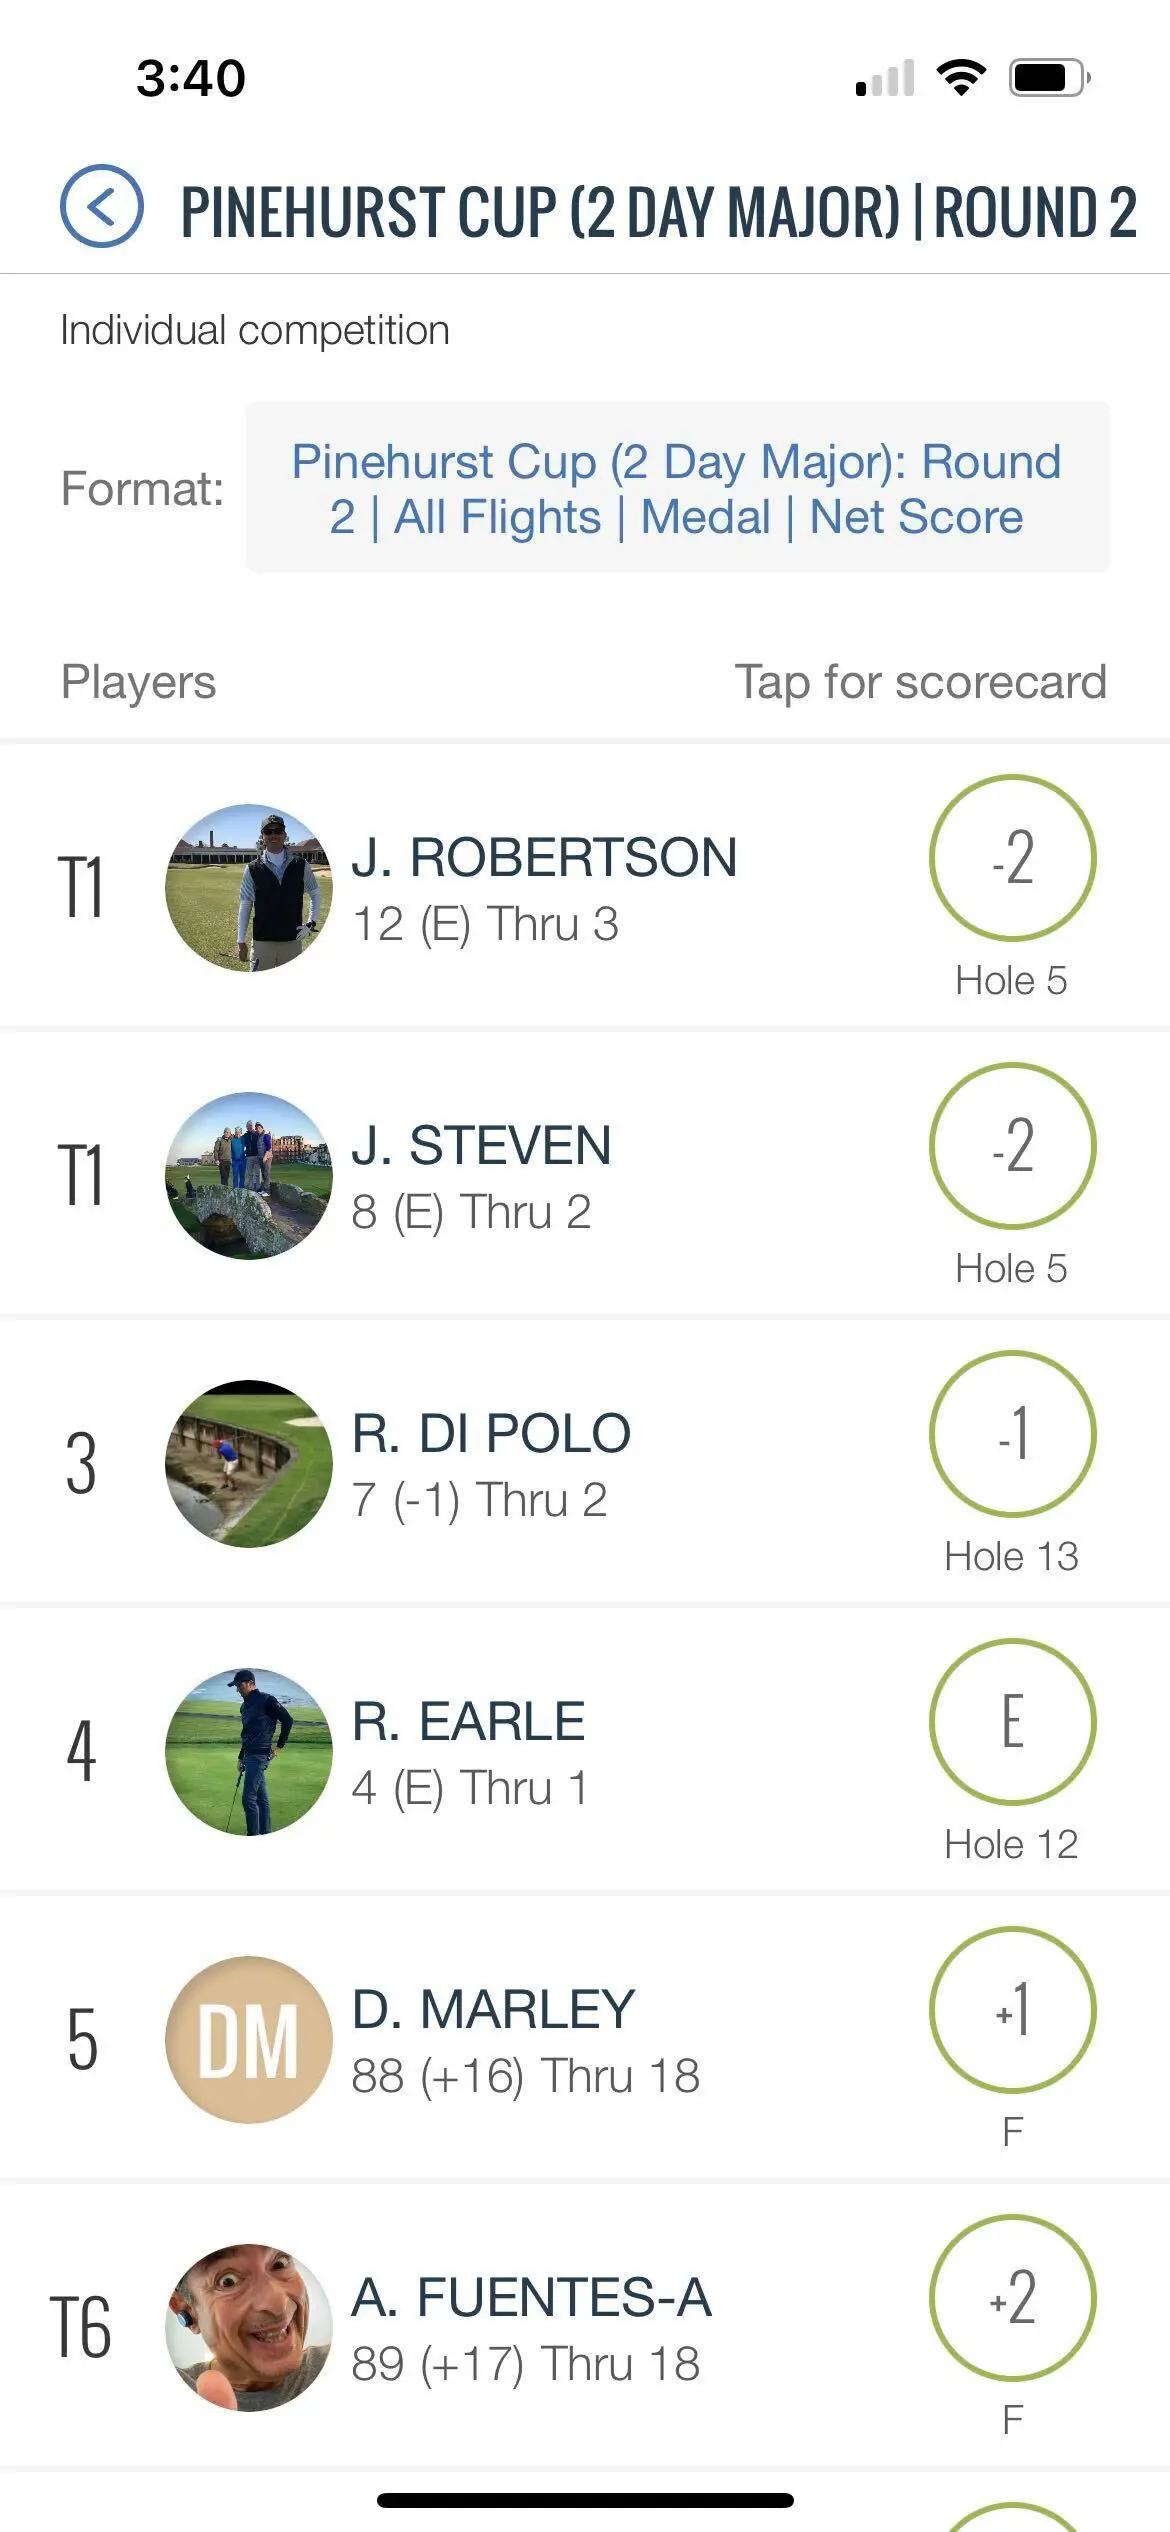 3:40
PINEHURST CUP (2 DAY MAJOR) | ROUND 2
Individual competition
Format:
Pinehurst Cup (2 Day Major): Round
2 | All Flights | Medal | Net Score
Players
Tap for scorecard
T1
J. ROBERTSON
12 (E) Thru 3
-2
Hole 5
T1
J. STEVEN
8 (E) Thru 2
-2
Hole 5
3
R. DI POLO
7 (-1) Thru 2
-1
Hole 13
4
R. EARLE
4 (E) Thru 1
E
Hole 12
5
DM
D. MARLEY
88 (+16) Thru 18
+1
F
T6
A. FUENTES-A
89 (+17) Thru 18
+2
F